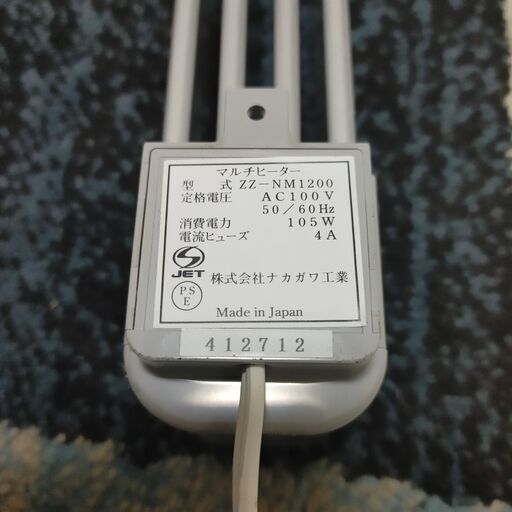 マルチヒーター
型 式 ZZ-NM1200
定格電圧 AC100V
50/60Hz
消費電力 105W
電流ヒューズ 4A
JET 株式会社ナカガワ工業
PS
E
Made in Japan
412712